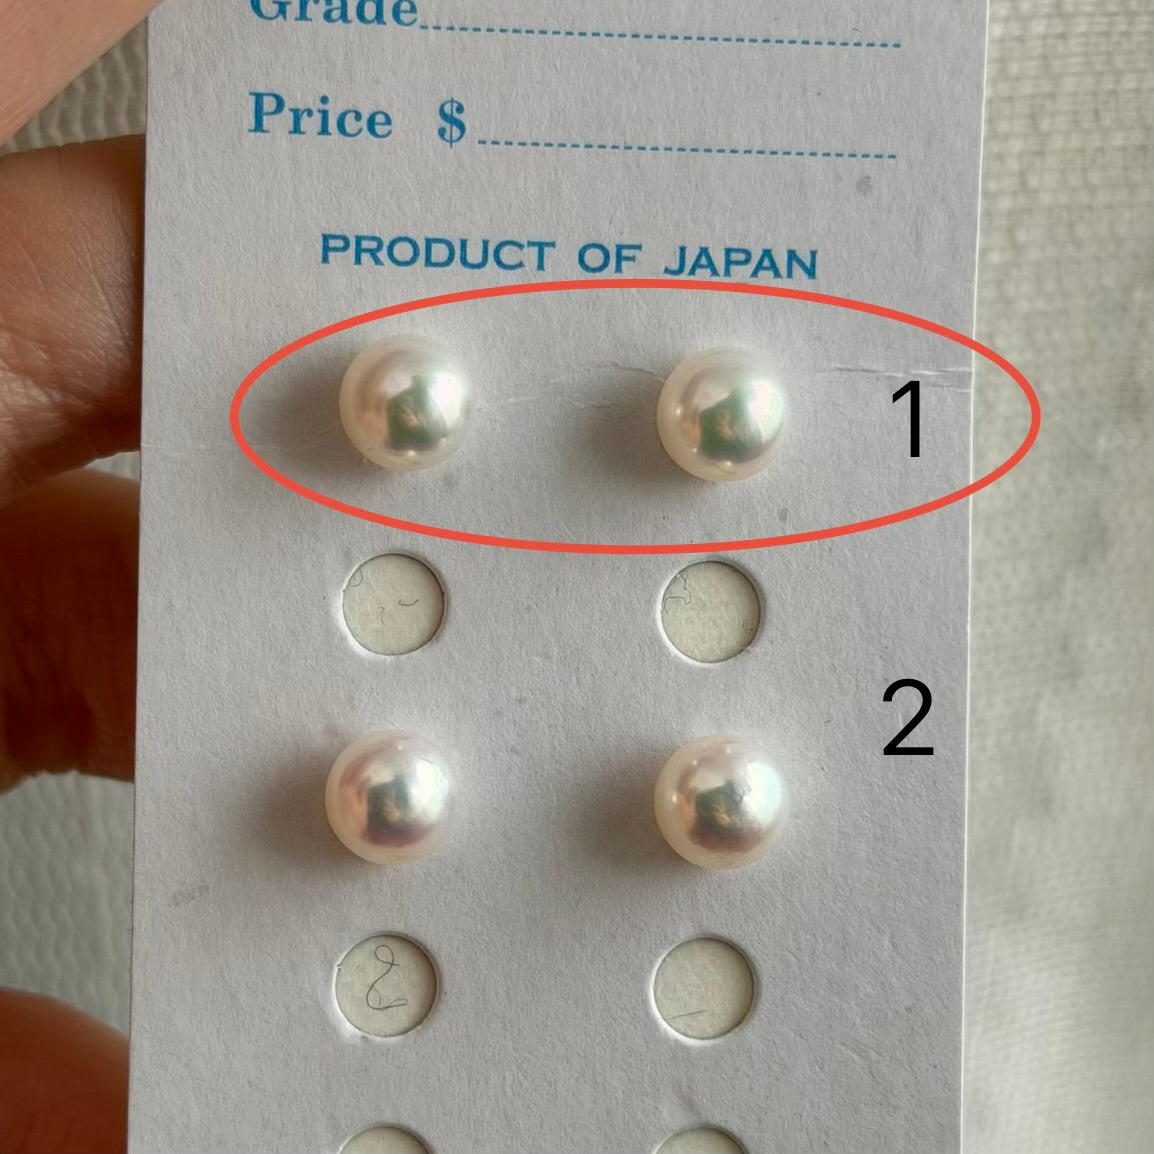 Grade
Price $
PRODUCT OF JAPAN
1
2